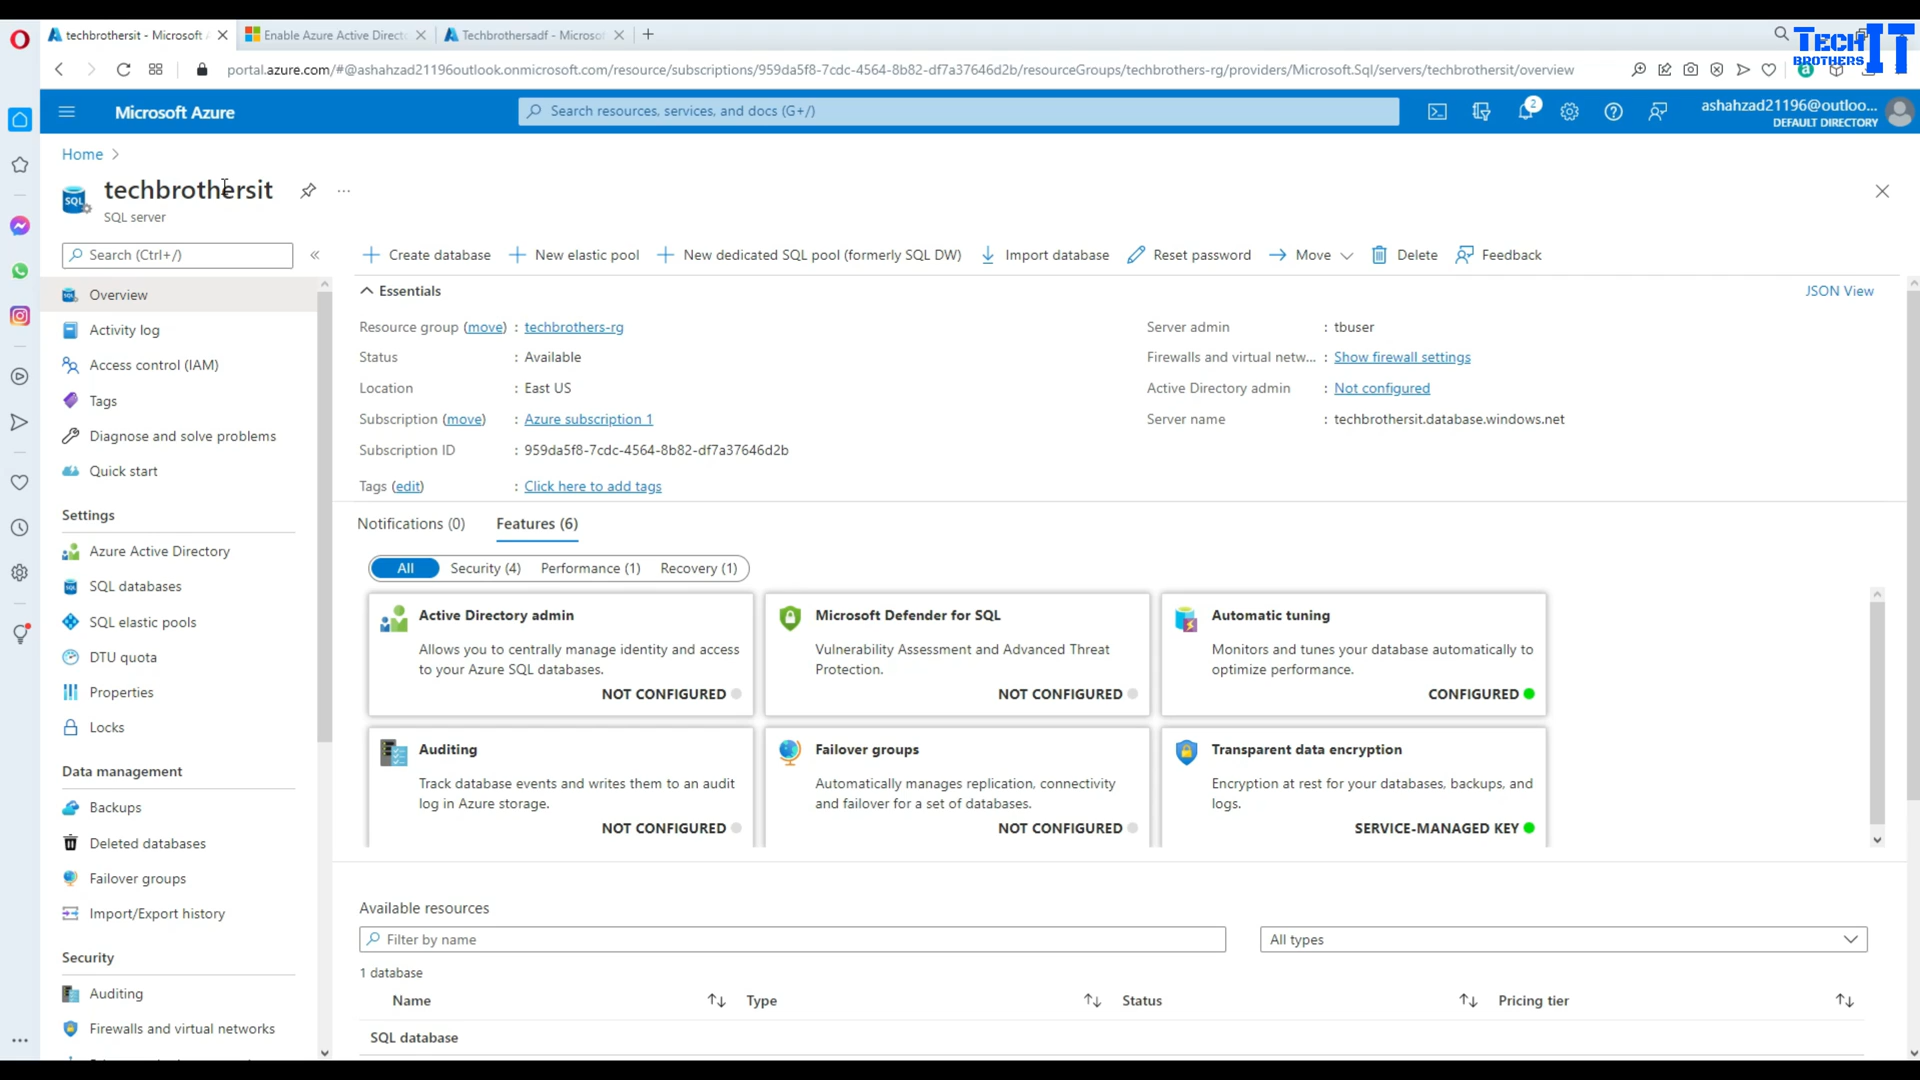 techbrothersit - Microsoft
Enable Azure Active Direct
Techbrothersadf - Microso
TECH BROTHERS IT
portal.azure.com/#@ashahzad21196outlook.onmicrosoft.com/resource/subscriptions/959da5f8-7cdc-4564-8b82-df7a37646d2b/resourceGroups/techbrothers-rg/providers/Microsoft.Sql/servers/techbrothersit/overview
Microsoft Azure
Search resources, services, and docs (G+/)
2
ashahzad21196@outloo...
DEFAULT DIRECTORY
Home >
techbrothersit
SQL
...
SQL server
Search (Ctrl+/)
«
Create database
New elastic pool
New dedicated SQL pool (formerly SQL DW)
Import database
Reset password
Move
Delete
Feedback
Overview
Activity log
Access control (IAM)
Tags
Diagnose and solve problems
Quick start
Settings
Azure Active Directory
SQL databases
SQL elastic pools
DTU quota
Properties
Locks
Data management
Backups
Deleted databases
Failover groups
Import/Export history
Security
Auditing
Firewalls and virtual networks
Essentials
JSON View
Resource group (move) : techbrothers-rg
Status : Available
Location : East US
Subscription (move) : Azure subscription 1
Subscription ID : 959da5f8-7cdc-4564-8b82-df7a37646d2b
Tags (edit) : Click here to add tags
Server admin : tbuser
Firewalls and virtual netw... : Show firewall settings
Active Directory admin : Not configured
Server name : techbrothersit.database.windows.net
Notifications (0)
Features (6)
All
Security (4)
Performance (1)
Recovery (1)
Active Directory admin
Allows you to centrally manage identity and access
to your Azure SQL databases.
NOT CONFIGURED
Microsoft Defender for SQL
Vulnerability Assessment and Advanced Threat
Protection.
NOT CONFIGURED
Automatic tuning
Monitors and tunes your database automatically to
optimize performance.
CONFIGURED
Auditing
Track database events and writes them to an audit
log in Azure storage.
NOT CONFIGURED
Failover groups
Automatically manages replication, connectivity
and failover for a set of databases.
NOT CONFIGURED
Transparent data encryption
Encryption at rest for your databases, backups, and
logs.
SERVICE-MANAGED KEY
Available resources
Filter by name
All types
1 database
Name
Type
Status
Pricing tier
SQL database